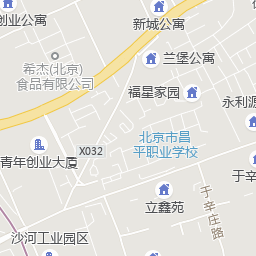 创业公寓
新城公寓
兰堡公寓
希杰(北京)
食品有限公司
福星家园
永利源
X032
北京市昌
平职业学校
青年创业大厦
于辛
立鑫苑
于辛庄路
沙河工业园区